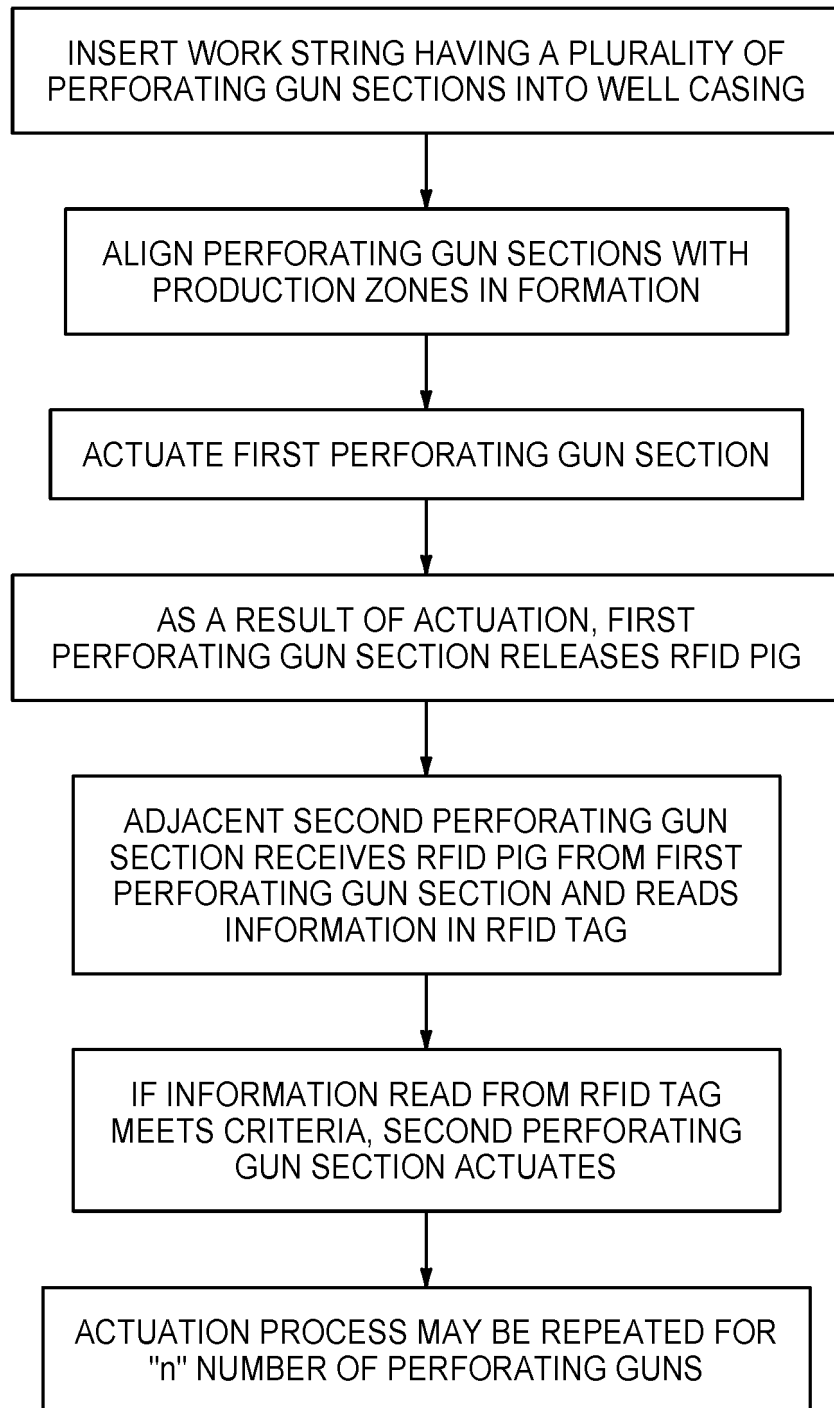 INSERT WORK STRING HAVING A PLURALITY OF
PERFORATING GUN SECTIONS INTO WELL CASING
ALIGN PERFORATING GUN SECTIONS WITH
PRODUCTION ZONES IN FORMATION
ACTUATE FIRST PERFORATING GUN SECTION
AS A RESULT OF ACTUATION, FIRST
PERFORATING GUN SECTION RELEASES RFID PIG
ADJACENT SECOND PERFORATING GUN
SECTION RECEIVES RFID PIG FROM FIRST
PERFORATING GUN SECTION AND READS
INFORMATION IN RFID TAG
IF INFORMATION READ FROM RFID TAG
MEETS CRITERIA, SECOND PERFORATING
GUN SECTION ACTUATES
ACTUATION PROCESS MAY BE REPEATED FOR
"n" NUMBER OF PERFORATING GUNS